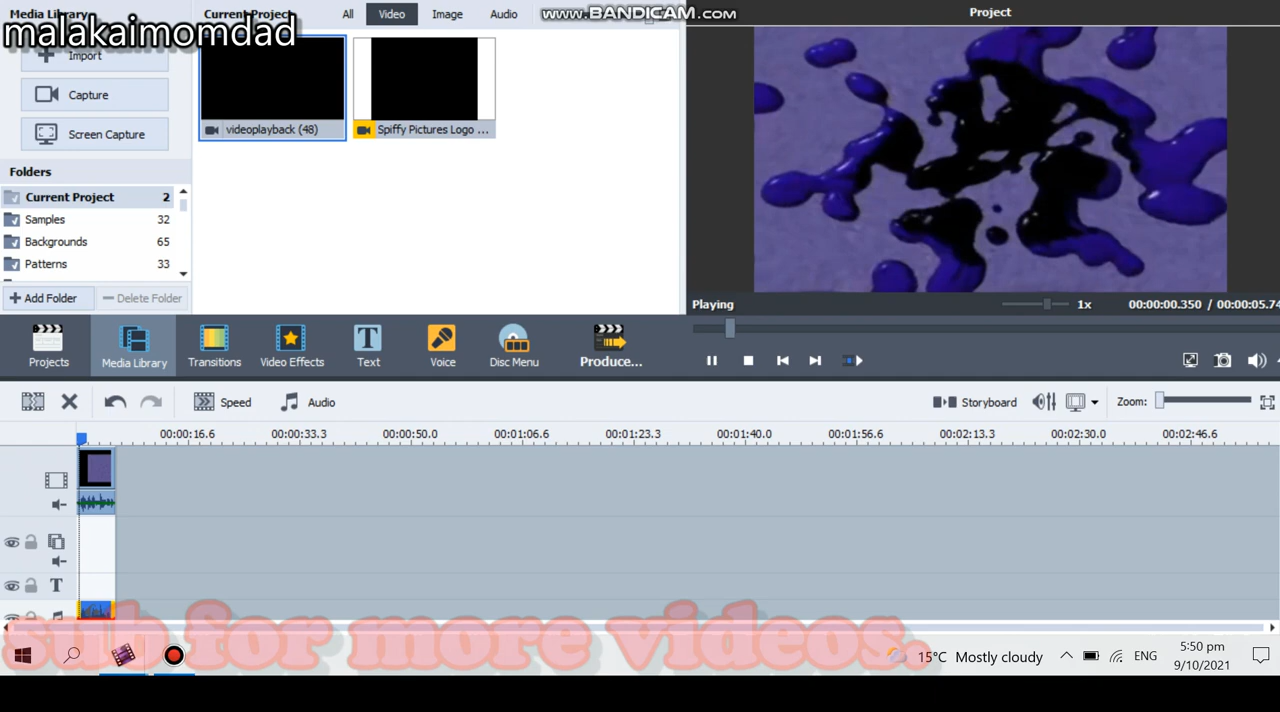 Media Library
Current Project
All
Video
Image
Audio
www.BANDICAM.com
Project
malakaimomdad
Import
Capture
Screen Capture
videoplayback (48)
Spiffy Pictures Logo ...
Folders
Current Project 2
Samples 32
Backgrounds 65
Patterns 33
Add Folder
Delete Folder
Playing
1x
00:00:00.350 / 00:00:05.74
Projects
Media Library
Transitions
Video Effects
Text
Voice
Disc Menu
Produce...
Speed
Audio
Storyboard
Zoom:
00:00:16.6
00:00:33.3
00:00:50.0
00:01:06.6
00:01:23.3
00:01:40.0
00:01:56.6
00:02:13.3
00:02:30.0
00:02:46.6
T
sub for more videos.
15°C Mostly cloudy
ENG
5:50 pm
9/10/2021